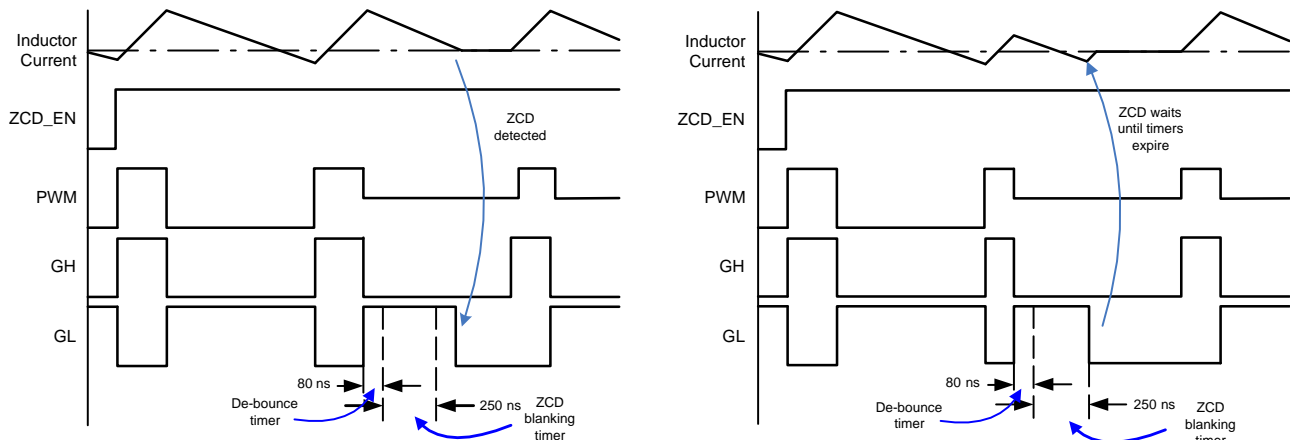 Inductor
Current
ZCD_EN
PWM
GH
GL
ZCD
detected
80 ns
250 ns
De-bounce
timer
ZCD
blanking
timer
Inductor
Current
ZCD_EN
PWM
GH
GL
ZCD waits
until timers
expire
80 ns
250 ns
De-bounce
timer
ZCD
blanking
timer